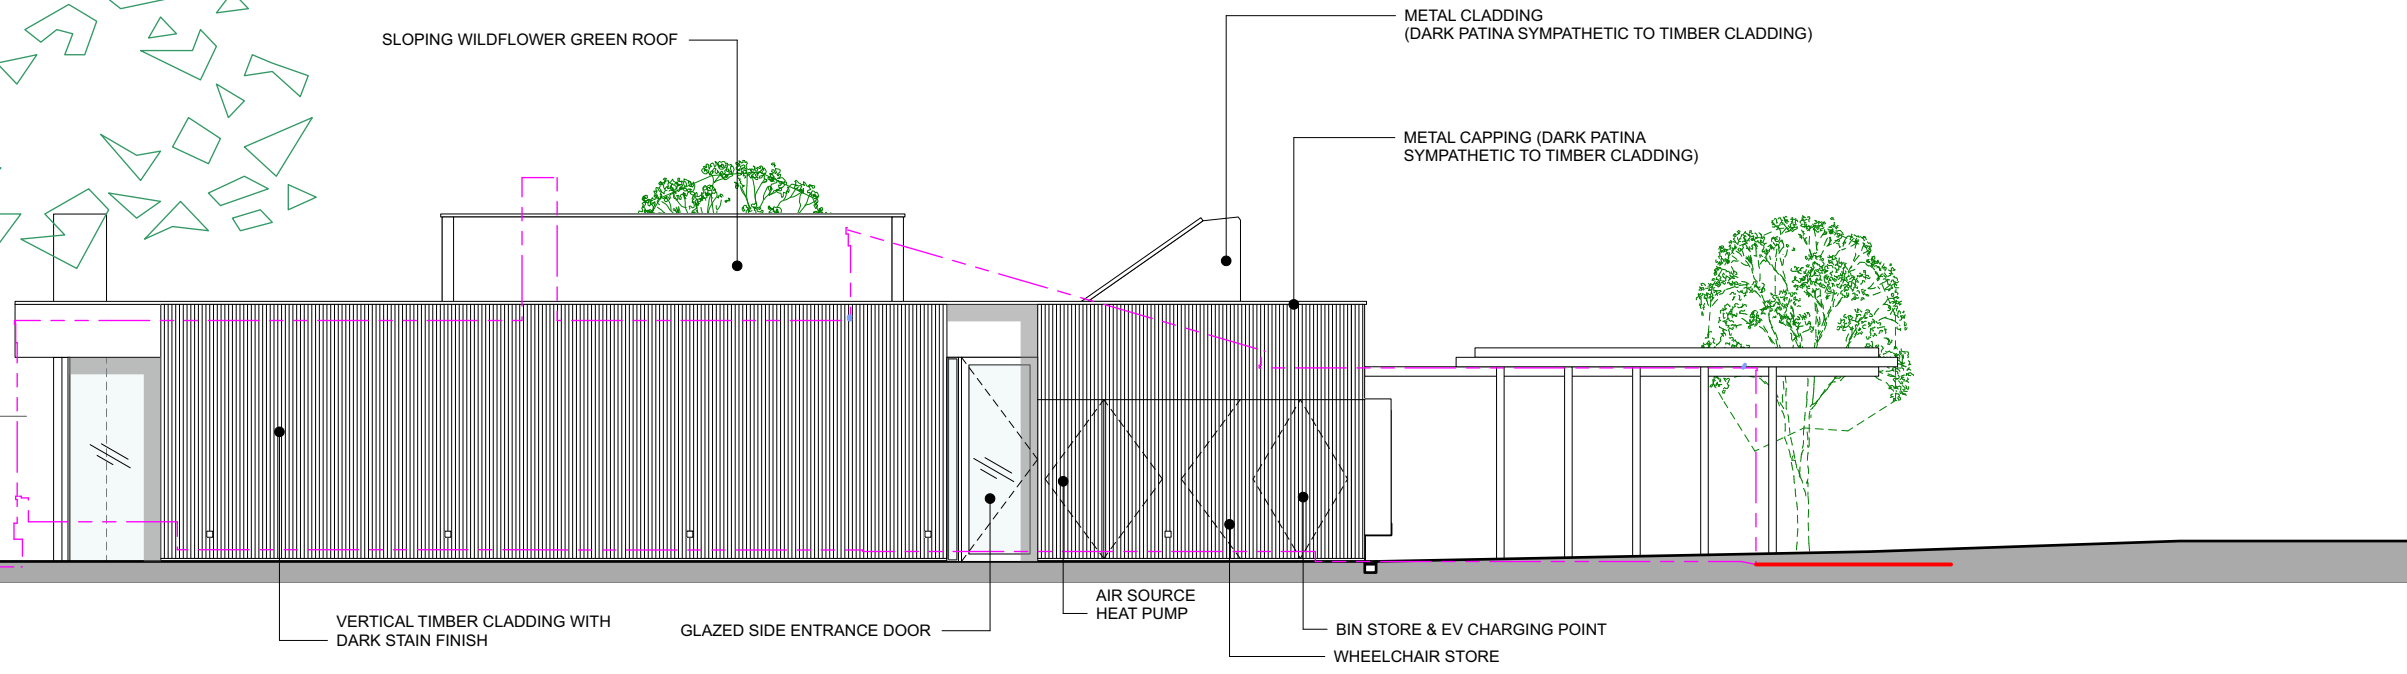 METAL CLADDING
(DARK PATINA SYMPATHETIC TO TIMBER CLADDING)
SLOPING WILDFLOWER GREEN ROOF
METAL CAPPING (DARK PATINA
SYMPATHETIC TO TIMBER CLADDING)
VERTICAL TIMBER CLADDING WITH
DARK STAIN FINISH
GLAZED SIDE ENTRANCE DOOR
AIR SOURCE
HEAT PUMP
BIN STORE & EV CHARGING POINT
WHEELCHAIR STORE